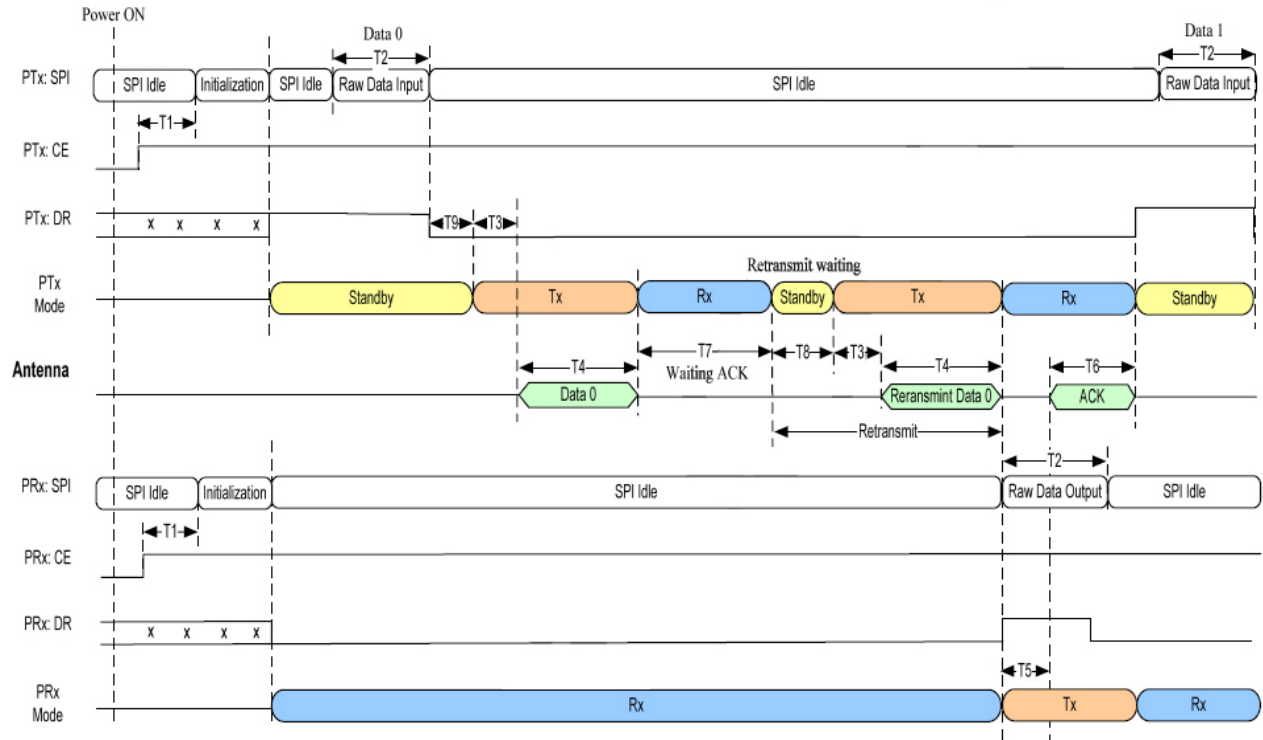 Power ON
Data 0
Data 1
T2
T2
PTx: SPI
SPI Idle
Initialization
SPI Idle
Raw Data Input
SPI Idle
Raw Data Input
T1
PTx: CE
PTx: DR
x x x x
T9
T3
Retransmit waiting
PTx
Mode
Standby
Tx
Rx
Standby
Tx
Rx
Standby
Antenna
T4
T7
T8
T3
T4
T6
Waiting ACK
Data 0
Reransmint Data 0
ACK
Retransmit
T2
PRx: SPI
SPI Idle
Initialization
SPI Idle
Raw Data Output
SPI Idle
T1
PRx: CE
PRx: DR
x x x x
T5
PRx
Mode
Rx
Tx
Rx